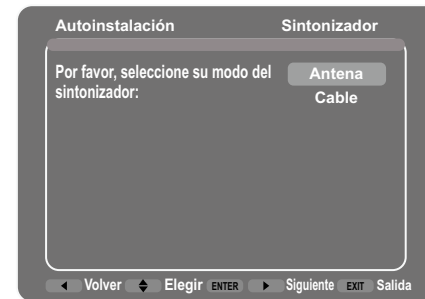 Autoinstalación Sintonizador
Por favor, seleccione su modo del
sintonizador:
Antena
Cable
Volver Elegir ENTER Siguiente EXIT Salida